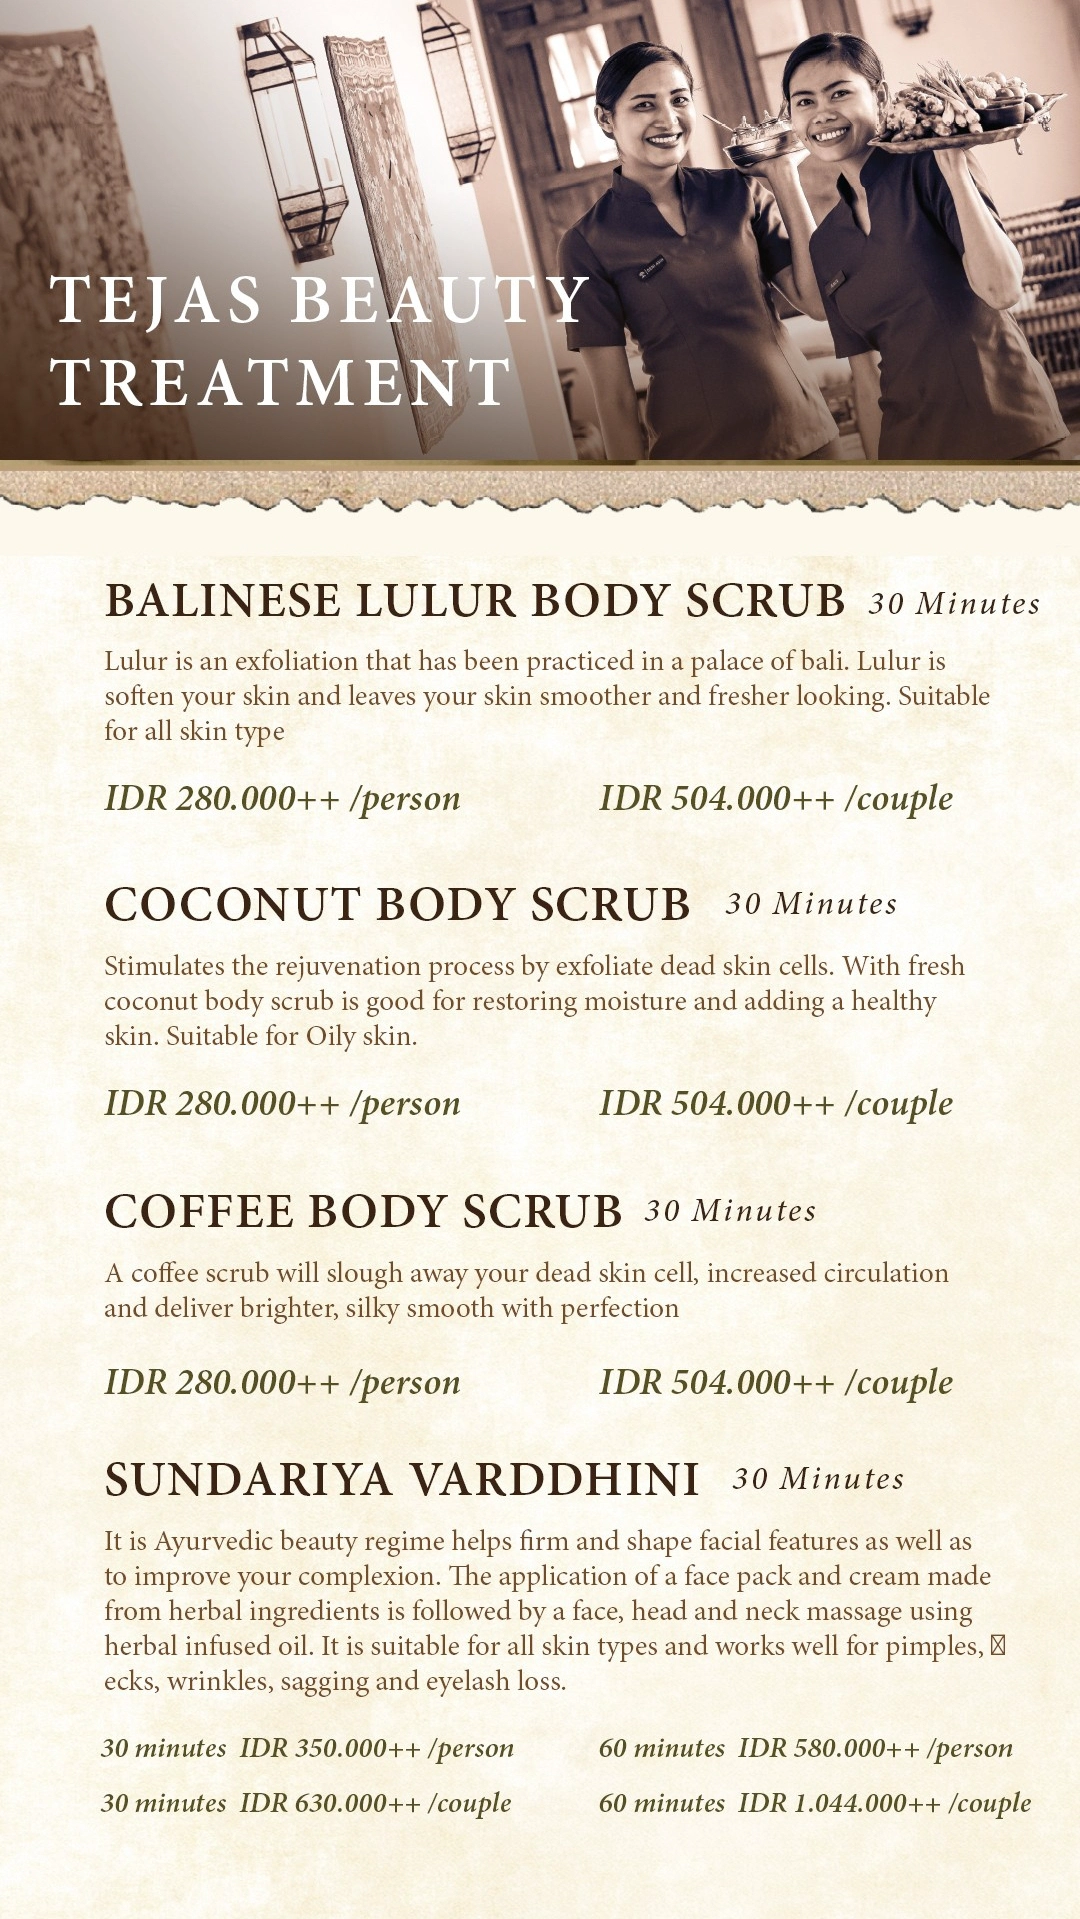 TEJAS BEAUTY
TREATMENT
BALINESE LULUR BODY SCRUB 30 Minutes
Lulur is an exfoliation that has been practiced in a palace of bali. Lulur is
soften your skin and leaves your skin smoother and fresher looking. Suitable
for all skin type
IDR 280.000++ /person IDR 504.000++ /couple
COCONUT BODY SCRUB 30 Minutes
Stimulates the rejuvenation process by exfoliate dead skin cells. With fresh
coconut body scrub is good for restoring moisture and adding a healthy
skin. Suitable for Oily skin.
IDR 280.000++ /person IDR 504.000++ /couple
COFFEE BODY SCRUB 30 Minutes
A coffee scrub will slough away your dead skin cell, increased circulation
and deliver brighter, silky smooth with perfection
IDR 280.000++ /person IDR 504.000++ /couple
SUNDARIYA VARDDHINI 30 Minutes
It is Ayurvedic beauty regime helps firm and shape facial features as well as
to improve your complexion. The application of a face pack and cream made
from herbal ingredients is followed by a face, head and neck massage using
herbal infused oil. It is suitable for all skin types and works well for pimples,
ecks, wrinkles, sagging and eyelash loss.
30 minutes IDR 350.000++ /person 60 minutes IDR 580.000++ /person
30 minutes IDR 630.000++ /couple 60 minutes IDR 1.044.000++ /couple